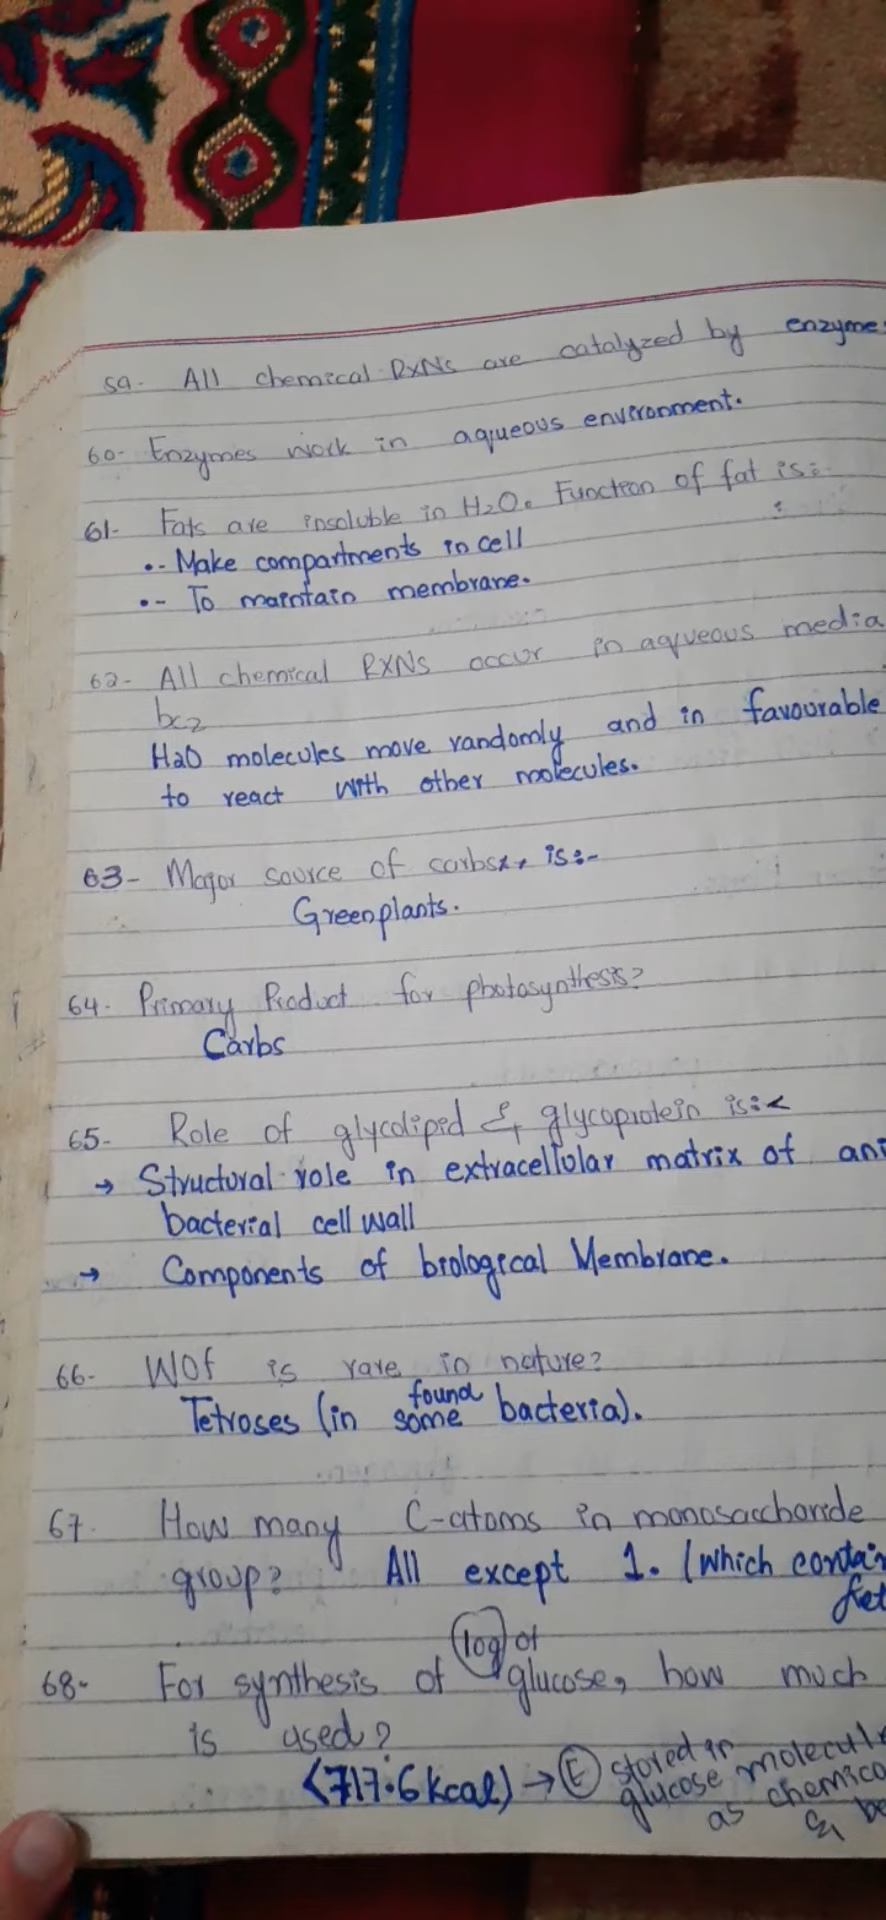 59- All chemical RXNs are catalyzed by enzyme
60- Enzymes work in aqueous environment.
61- Fats are insoluble in H2O. Function of fat is:-
•- Make compartments in cell
•- To maintain membrane.
62- All chemical RXNs occur in aqueous media
bcz
H2O molecules move randomly and in favourable
to react with other molecules.
63- Major source of carbs is:-
Green plants.
64- Primary Product for photosynthesis?
Carbs
65- Role of glycolipid & glycoprotein is:-
→ Structural role in extracellular matrix of
bacterial cell wall
→ Components of biological Membrane.
66- WOf is rare in nature?
Tetroses (in found some bacteria).
67- How many C-atoms in monosaccharide
group? All except 1. (which contain
68- For synthesis of 10g of glucose, how much
is used?
(717.6 kcal) → (E) stored in
glucose molecule
as chemica
&